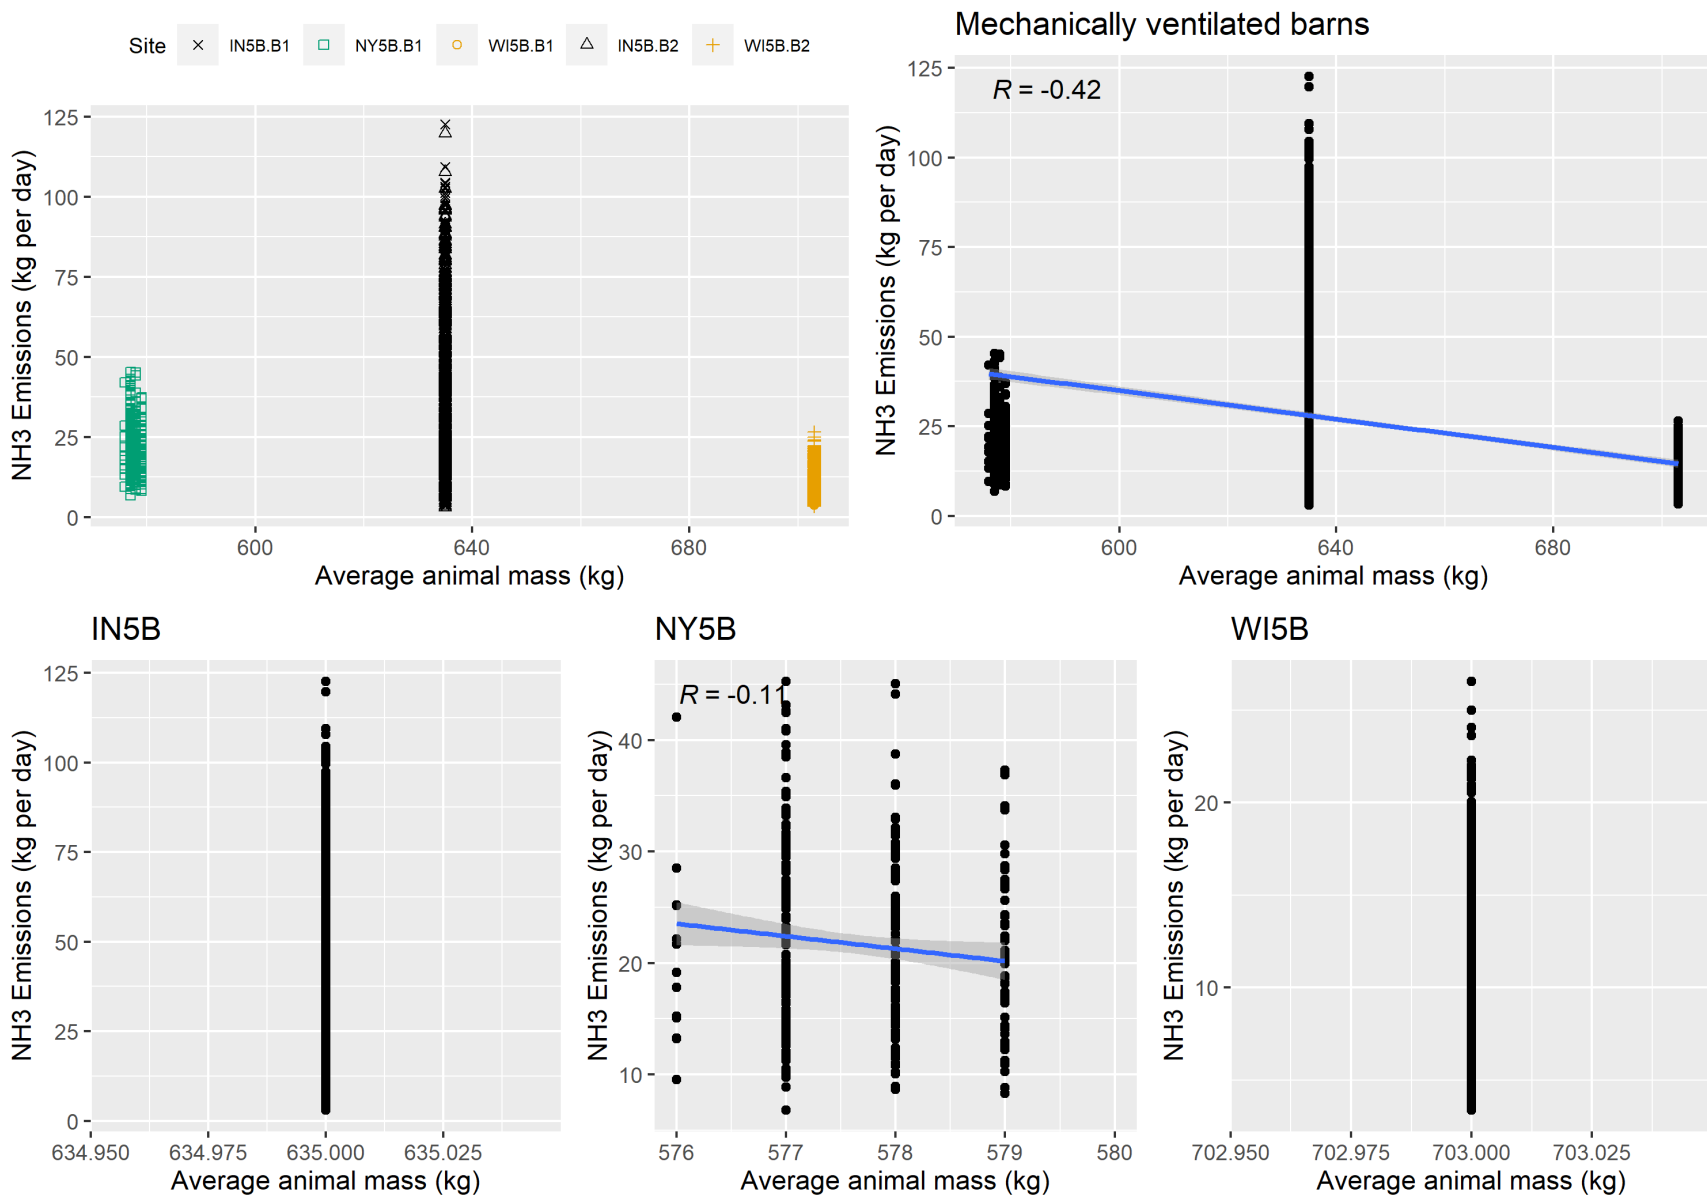 Site IN5B.B1 NY5B.B1 WI5B.B1 IN5B.B2 WI5B.B2
NH3 Emissions (kg per day)
125
100
75
50
25
0
600 640 680
Average animal mass (kg)
Mechanically ventilated barns
R = -0.42
NH3 Emissions (kg per day)
125
100
75
50
25
0
600 640 680
Average animal mass (kg)
IN5B
NH3 Emissions (kg per day)
125
100
75
50
25
0
634.950 634.975 635.000 635.025
Average animal mass (kg)
NY5B
R = -0.11
NH3 Emissions (kg per day)
40
30
20
10
576 577 578 579 580
Average animal mass (kg)
WI5B
NH3 Emissions (kg per day)
20
10
702.950 702.975 703.000 703.025
Average animal mass (kg)